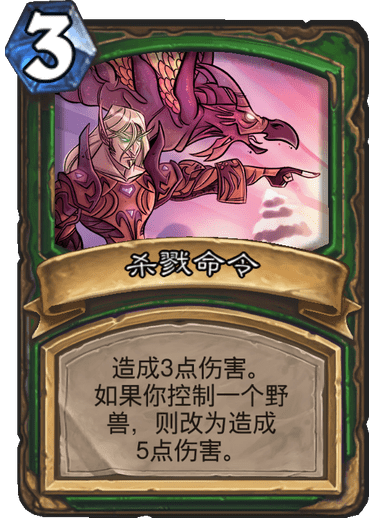 3
杀戮命令
造成3点伤害。
如果你控制一个野
兽，则改为造成
5点伤害。